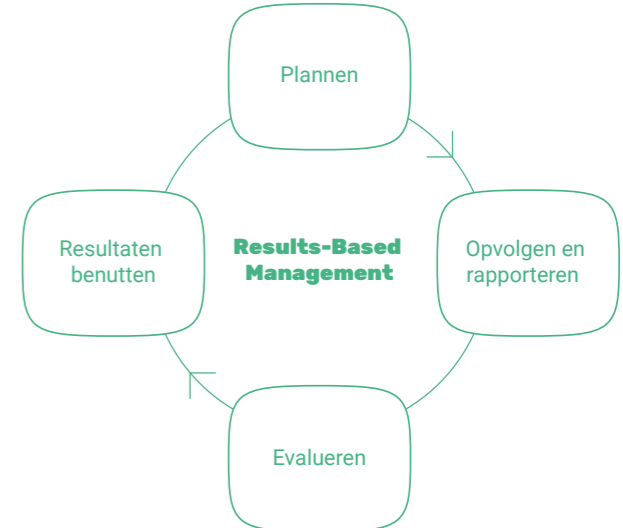 Plannen
Resultaten
benutten
Results-Based
Management
Opvolgen en
rapporteren
Evalueren